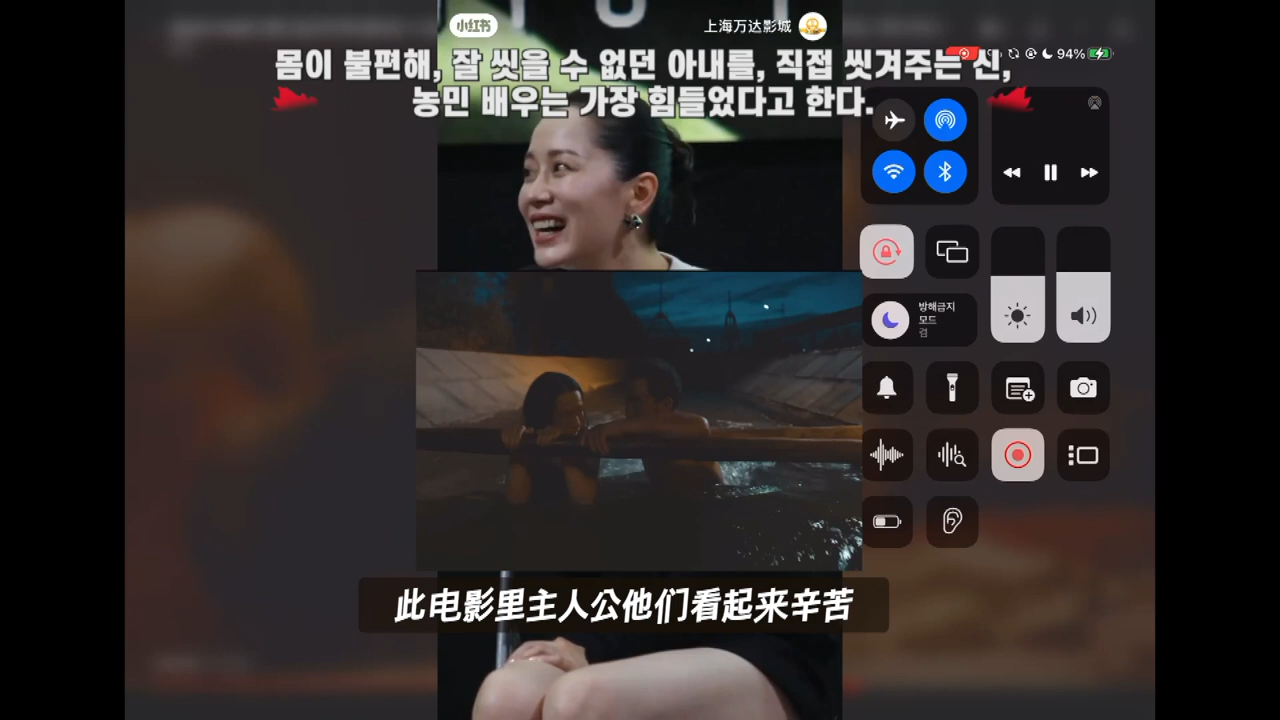 小红书
上海万达影城
94%
몸이 불편해, 잘 씻을 수 없던 아내를, 직접 씻겨주는 신,
농민 배우는 가장 힘들었다고 한다.
방해금지
모드
켬
此电影里主人公他们看起来辛苦